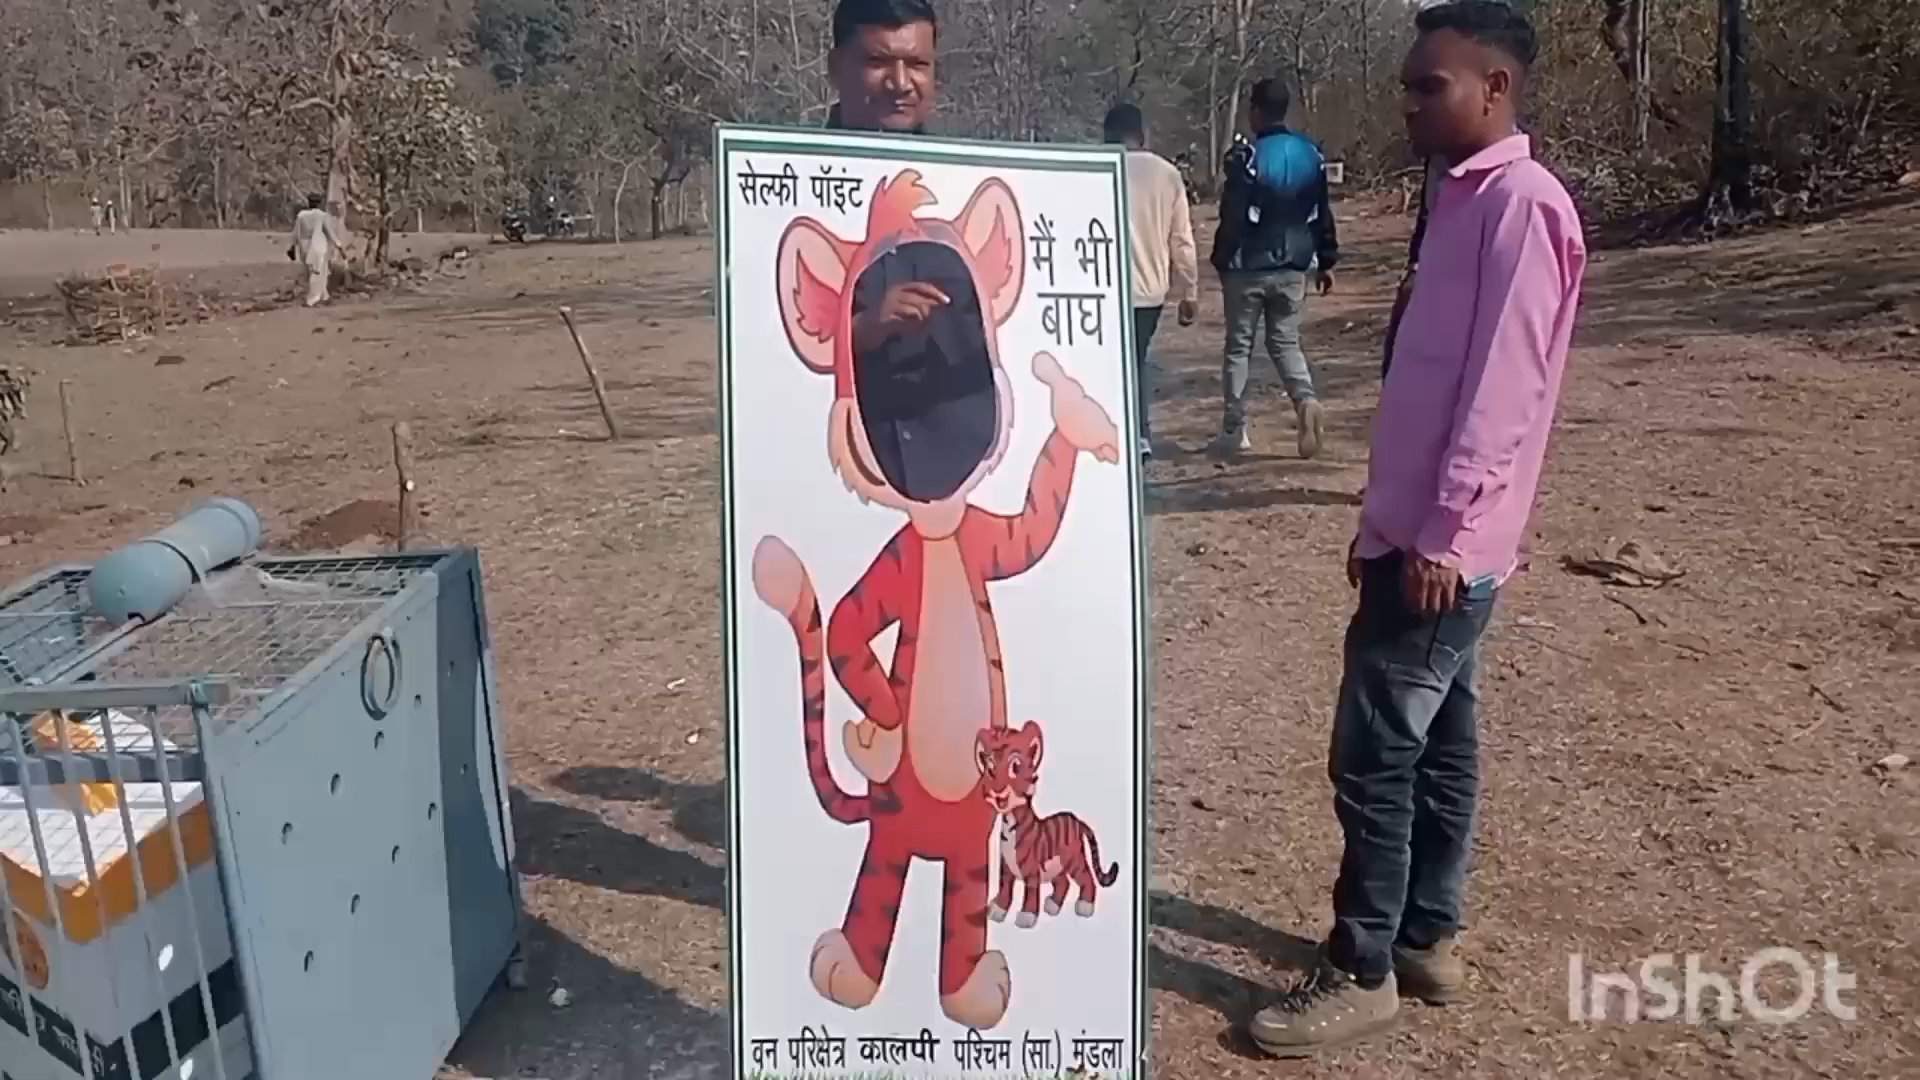 सेल्फी पॉइंट
मैं भी
बाघ
वन परिक्षेत्र कालपी पश्चिम (सा.) मंडला
InShOt